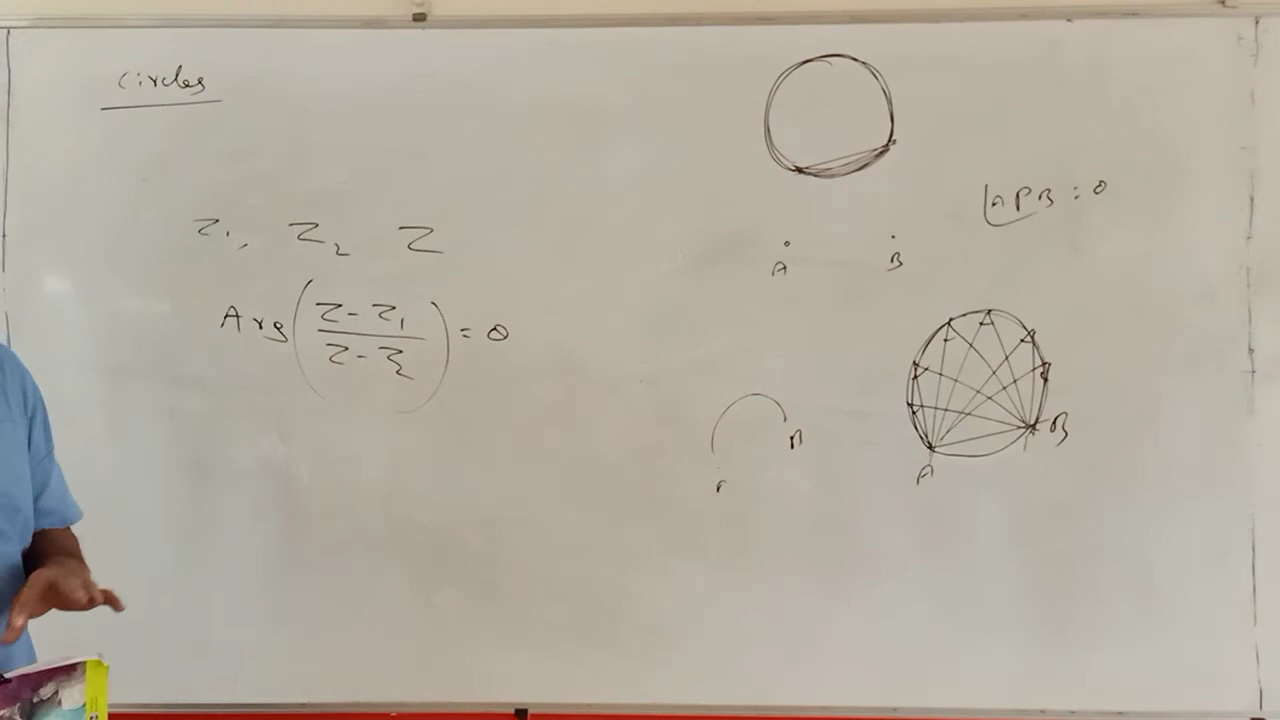 Circles
z₁, z₂ z
Arg((z - z₁)/(z - z₂)) = θ
∠APB = θ
A B
B
A B